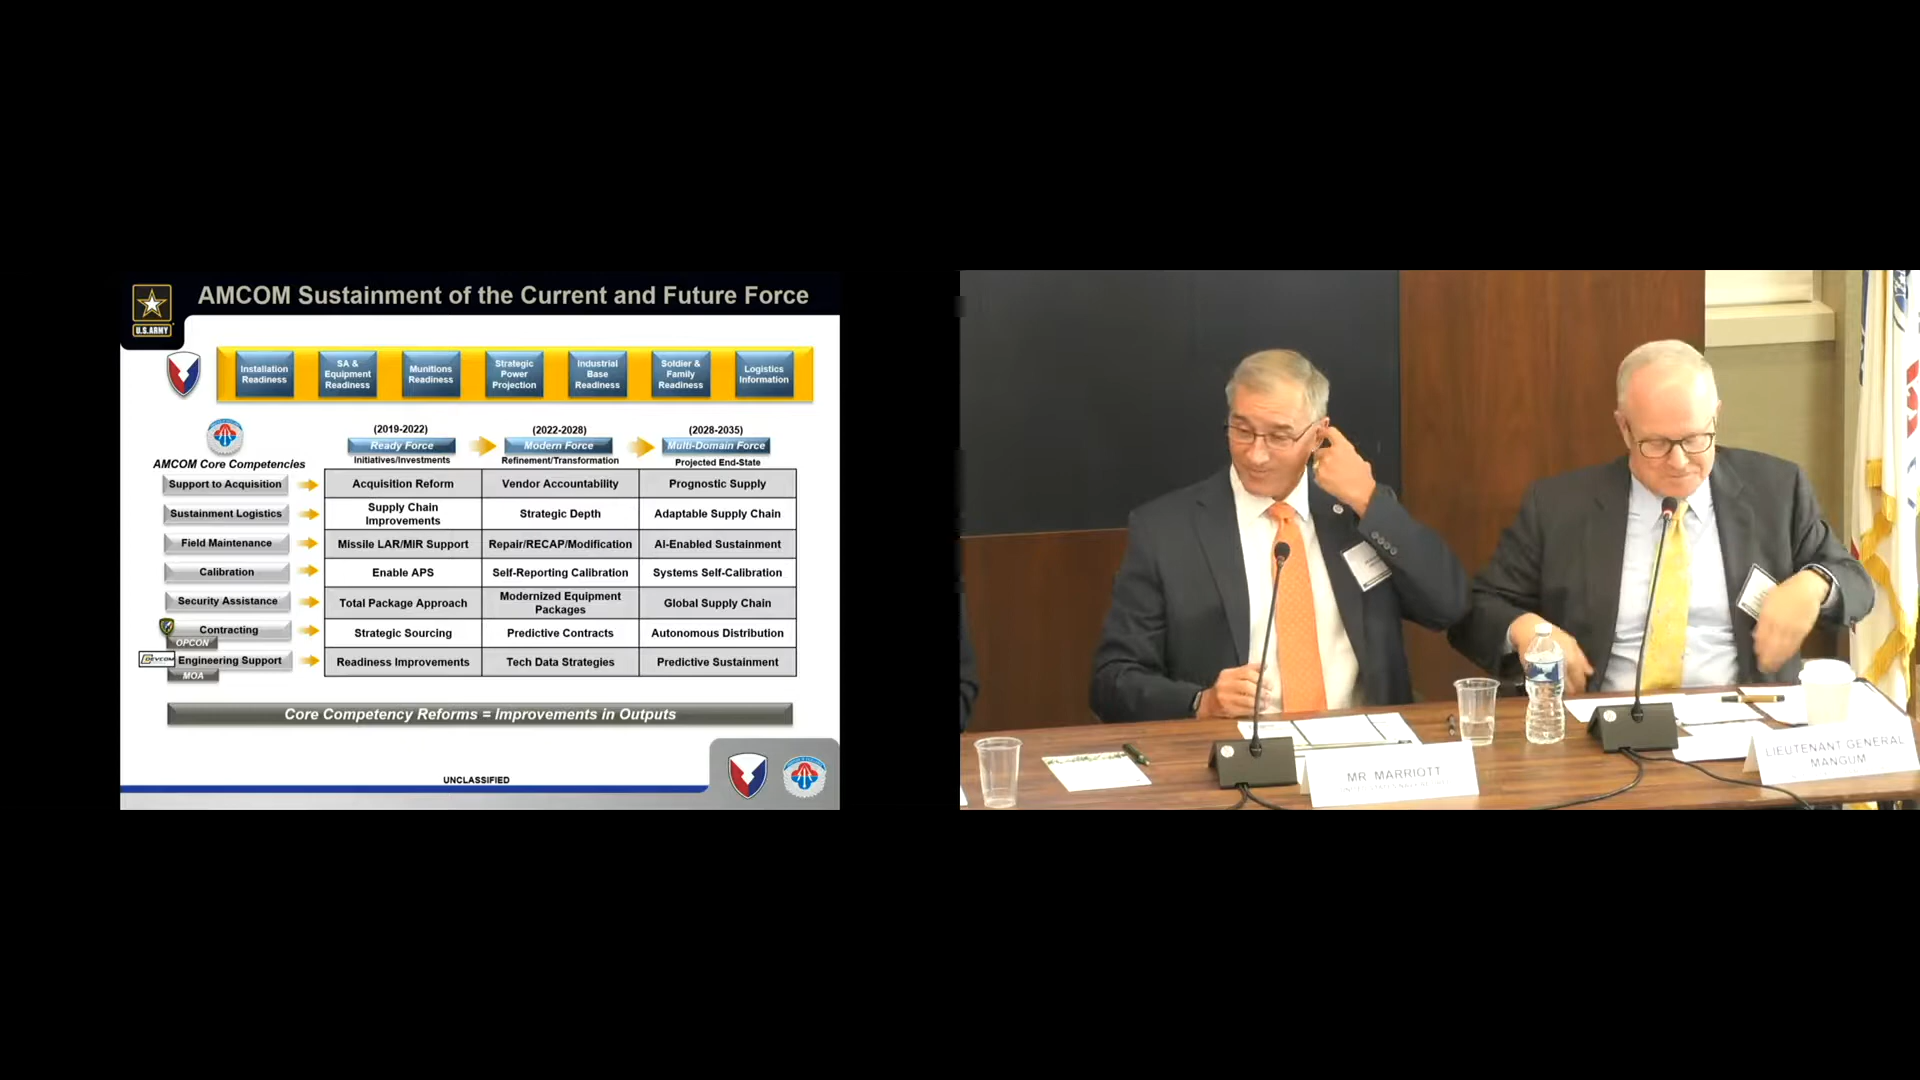 AMCOM Sustainment of the Current and Future Force
U.S. ARMY
Installation
Readiness
SA &
Equipment
Readiness
Munitions
Readiness
Strategic
Power
Projection
Industrial
Base
Readiness
Soldier &
Family
Readiness
Logistics
Information
AMCOM Core Competencies
(2019-2022)
Ready Force
Initiatives/Investments
(2022-2028)
Modern Force
Refinement/Transformation
(2028-2035)
Multi-Domain Force
Projected End-State
Support to Acquisition
Acquisition Reform
Vendor Accountability
Prognostic Supply
Sustainment Logistics
Supply Chain
Improvements
Strategic Depth
Adaptable Supply Chain
Field Maintenance
Missile LAR/MIR Support
Repair/RECAP/Modification
AI-Enabled Sustainment
Calibration
Enable APS
Self-Reporting Calibration
Systems Self-Calibration
Security Assistance
Total Package Approach
Modernized Equipment
Packages
Global Supply Chain
Contracting
OPCON
Strategic Sourcing
Predictive Contracts
Autonomous Distribution
DEVCOM
Engineering Support
MOA
Readiness Improvements
Tech Data Strategies
Predictive Sustainment
Core Competency Reforms = Improvements in Outputs
UNCLASSIFIED
MR. MARRIOTT
LIEUTENANT GENERAL
MANGUM